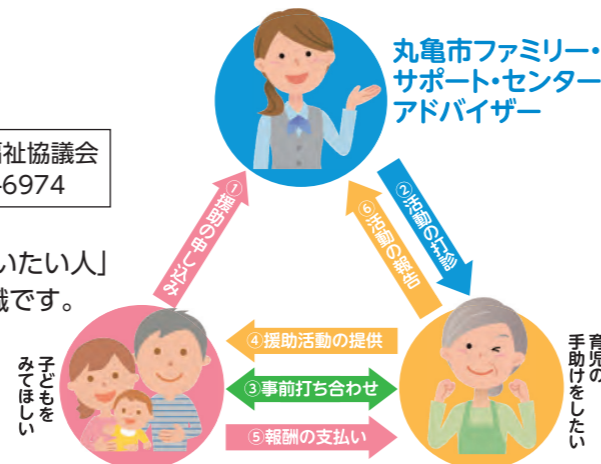 丸亀市ファミリー・
サポート・センター
アドバイザー
祉協議会
6974
いたい人」
です。
①援助の申し込み
②活動の打診
⑥活動の報告
④援助活動の提供
③事前打ち合わせ
⑤報酬の支払い
子どもを
みてほしい
育児の
手助けをしたい